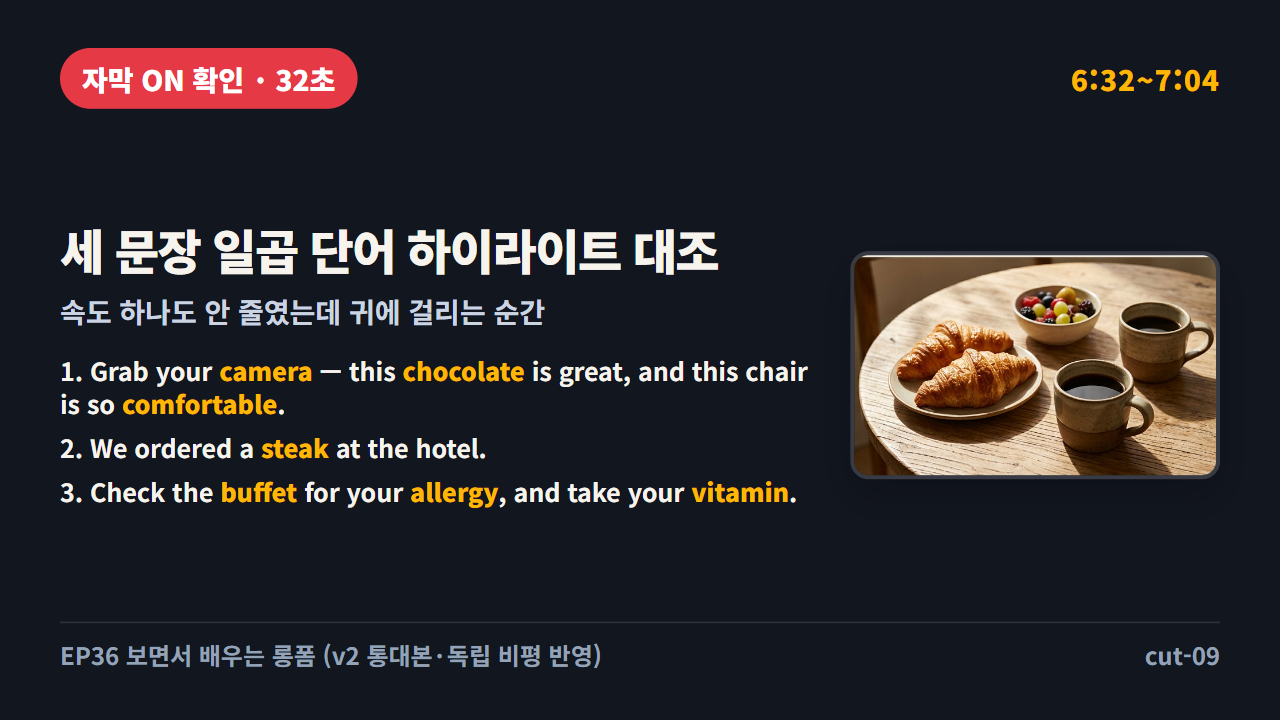 자막 ON 확인 · 32초
6:32~7:04
세 문장 일곱 단어 하이라이트 대조
속도 하나도 안 줄였는데 귀에 걸리는 순간
1. Grab your camera — this chocolate is great, and this chair
is so comfortable.
2. We ordered a steak at the hotel.
3. Check the buffet for your allergy, and take your vitamin.
EP36 보면서 배우는 롱폼 (v2 통대본·독립 비평 반영)
cut-09